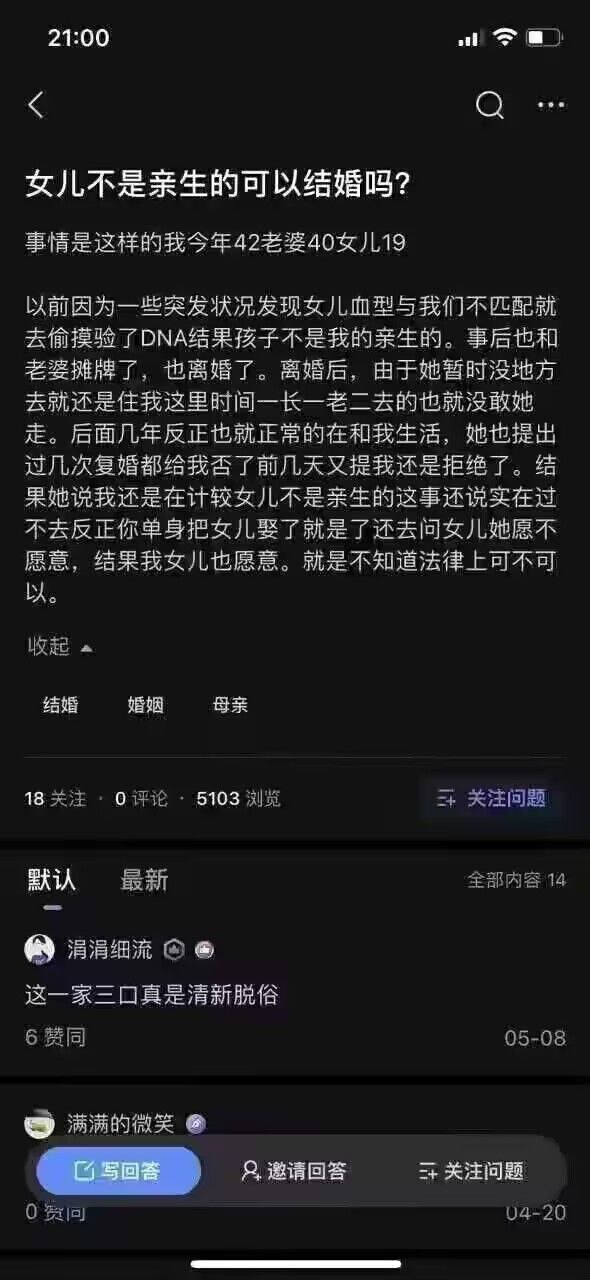 21:00
女儿不是亲生的可以结婚吗?
事情是这样的我今年42老婆40女儿19
以前因为一些突发状况发现女儿血型与我们不匹配就
去偷摸验了DNA结果孩子不是我的亲生的。事后也和
老婆摊牌了，也离婚了。离婚后，由于她暂时没地方
去就还是住我这里时间一长一老二去的也就没敢她
走。后面几年反正也就正常的在和我生活，她也提出
过几次复婚都给我否了前几天又提我还是拒绝了。结
果她说我还是在计较女儿不是亲生的这事还说实在过
不去反正你单身把女儿娶了就是了还去问女儿她愿不
愿意，结果我女儿也愿意。就是不知道法律上可不可
以。
收起
结婚 婚姻 母亲
18 关注 · 0 评论 · 5103 浏览 关注问题
默认 最新 全部内容 14
涓涓细流
这一家三口真是清新脱俗
6 赞同 05-08
满满的微笑
写回答 邀请回答 关注问题
0 赞同 04-20